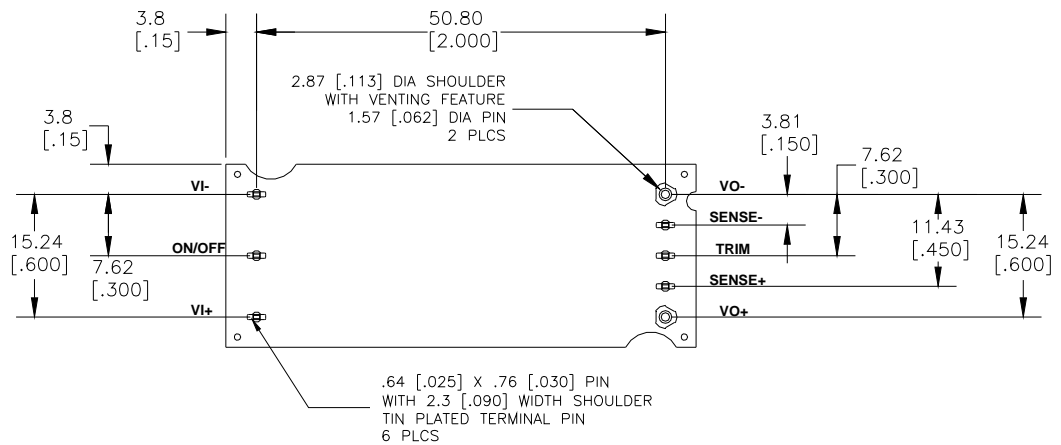 3.8
[.15]
50.80
[2.000]
2.87 [.113] DIA SHOULDER
WITH VENTING FEATURE
1.57 [.062] DIA PIN
2 PLCS
3.8
[.15]
3.81
[.150]
7.62
[.300]
VI-
VO-
SENSE-
15.24
[.600]
ON/OFF
7.62
[.300]
TRIM
11.43
[.450]
15.24
[.600]
SENSE+
VI+
VO+
.64 [.025] X .76 [.030] PIN
WITH 2.3 [.090] WIDTH SHOULDER
TIN PLATED TERMINAL PIN
6 PLCS